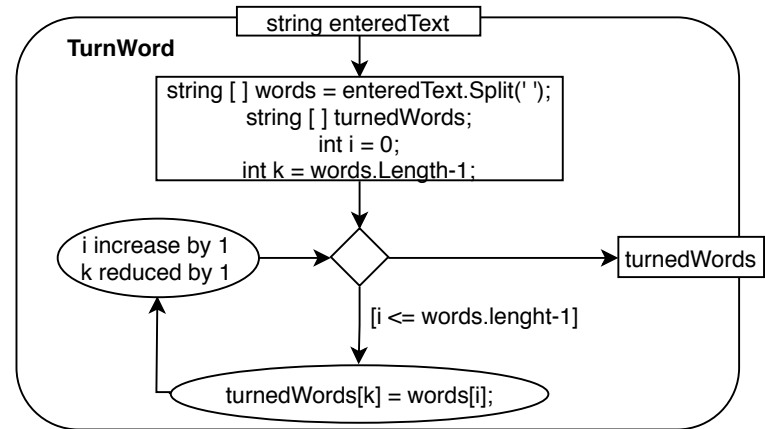 string enteredText
TurnWord
string [ ] words = enteredText.Split(' ');
string [ ] turnedWords;
int i = 0;
int k = words.Length-1;
i increase by 1
k reduced by 1
turnedWords
[i <= words.lenght-1]
turnedWords[k] = words[i];